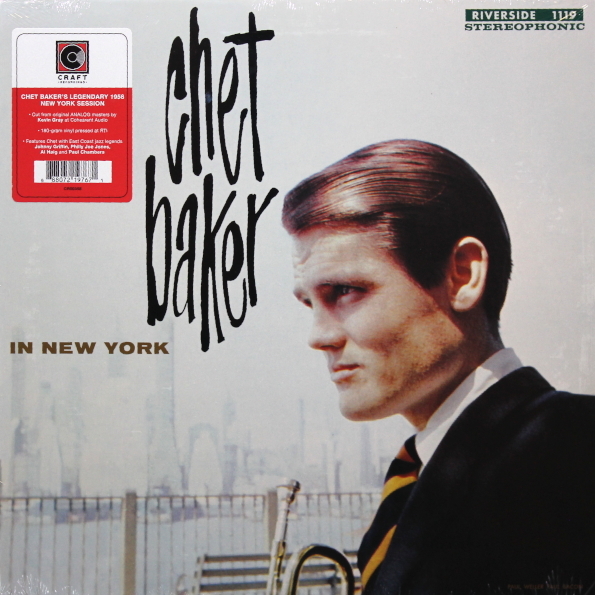 RIVERSIDE 1119
STEREOPHONIC
CRAFT
RECORDINGS
CHET BAKER'S LEGENDARY 1956
NEW YORK SESSION
• Cut from original ANALOG masters by
Kevin Gray at Cohearent Audio
• 180-gram vinyl pressed at RTI
• Features Chet with East Coast jazz legends
Johnny Griffin, Philly Joe Jones,
Al Haig and Paul Chambers
chet
baker
IN NEW YORK